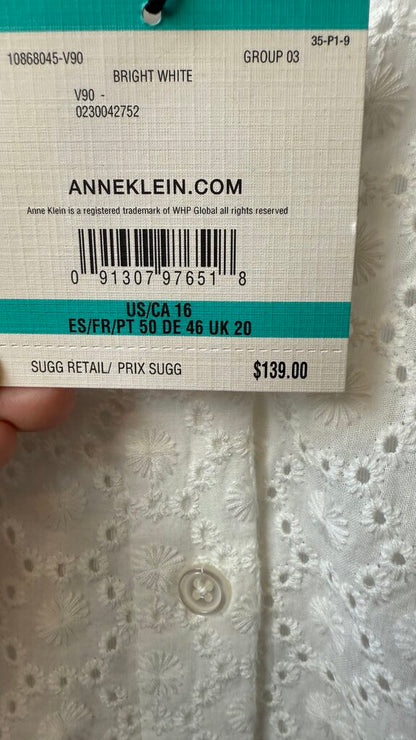 35-P1-9
10868045-V90 GROUP 03
BRIGHT WHITE
V90 -
0230042752
ANNEKLEIN.COM
Anne Klein is a registered trademark of WHP Global all rights reserved
0 91307 97651 8
US/CA 16
ES/FR/PT 50 DE 46 UK 20
SUGG RETAIL/ PRIX SUGG $139.00